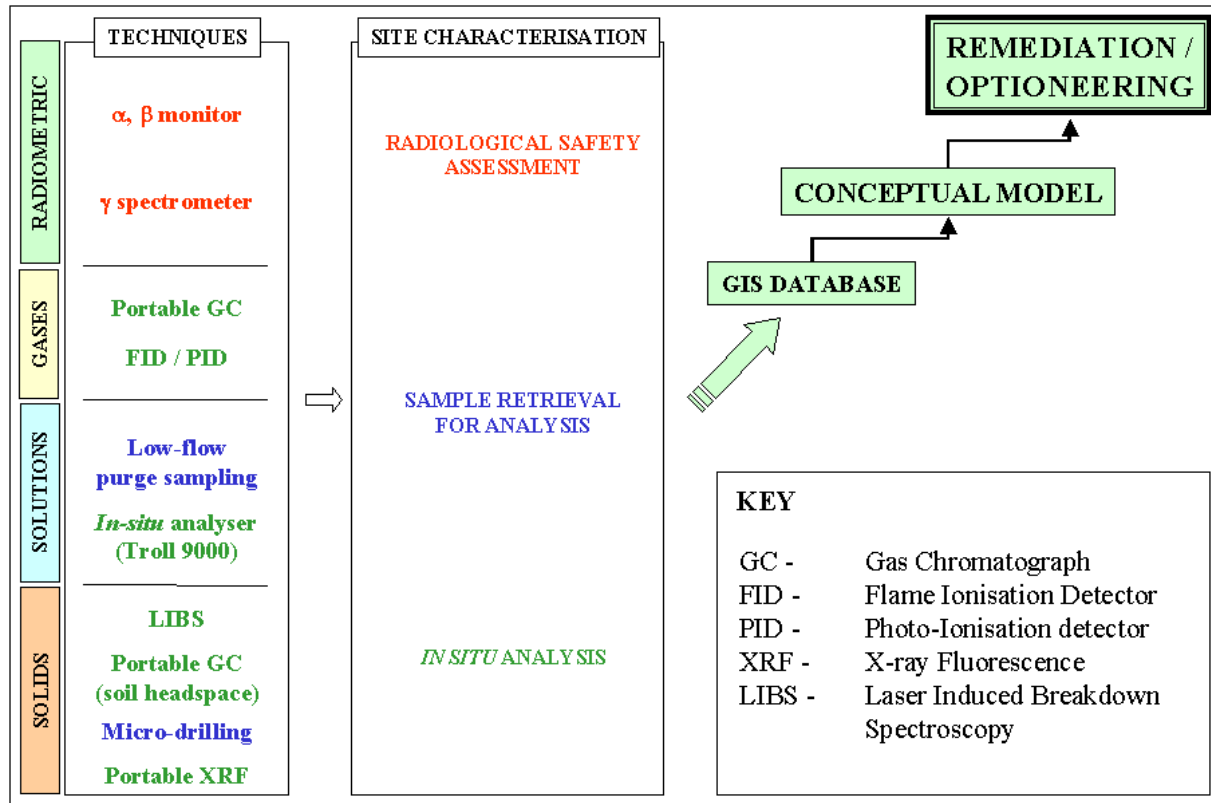 TECHNIQUES
RADIOMETRIC
α, β monitor
γ spectrometer
GASES
Portable GC
FID / PID
SOLUTIONS
Low-flow
purge sampling
In-situ analyser
(Troll 9000)
SOLIDS
LIBS
Portable GC
(soil headspace)
Micro-drilling
Portable XRF
SITE CHARACTERISATION
RADIOLOGICAL SAFETY
ASSESSMENT
SAMPLE RETRIEVAL
FOR ANALYSIS
IN SITU ANALYSIS
REMEDIATION /
OPTIONEERING
CONCEPTUAL MODEL
GIS DATABASE
KEY
GC - Gas Chromatograph
FID - Flame Ionisation Detector
PID - Photo-Ionisation detector
XRF - X-ray Fluorescence
LIBS - Laser Induced Breakdown
Spectroscopy